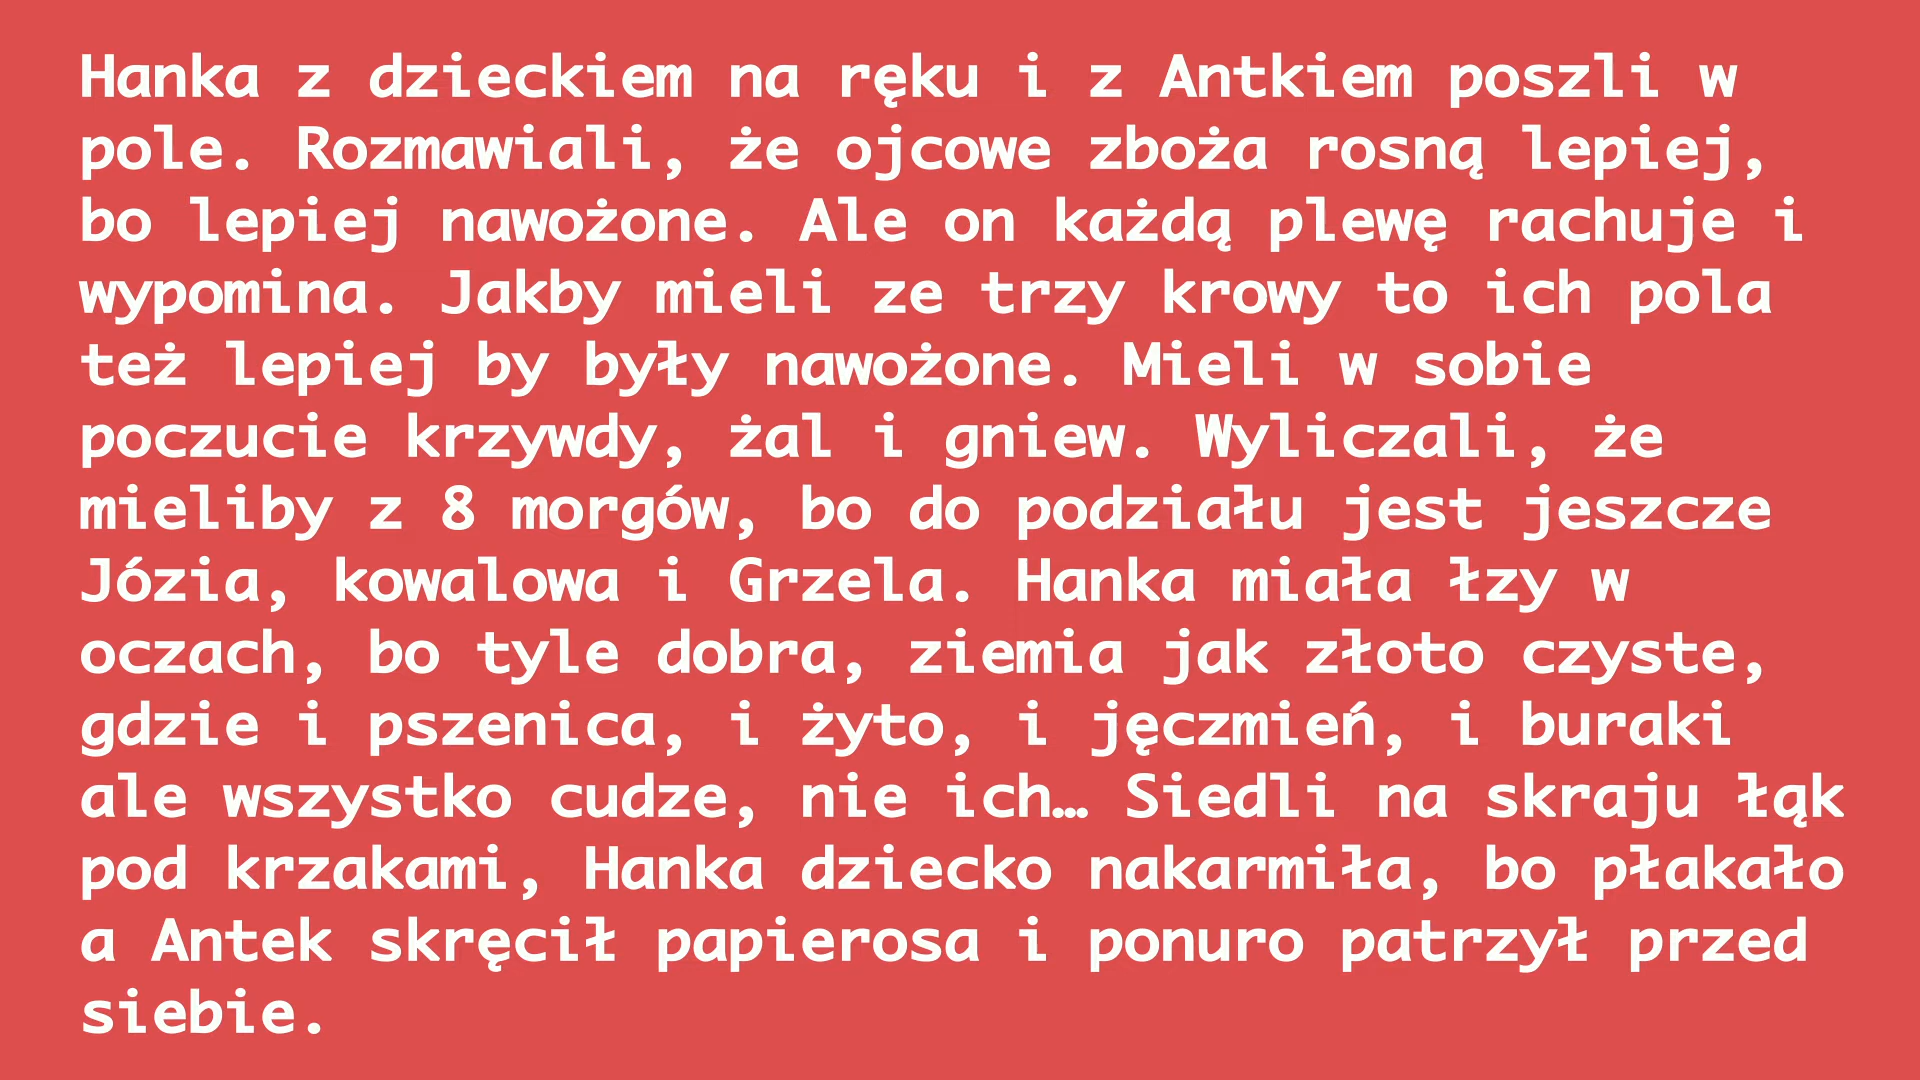 Hanka z dzieckiem na ręku i z Antkiem poszli w
pole. Rozmawiali, że ojcowe zboża rosną lepiej,
bo lepiej nawożone. Ale on każdą plewę rachuje i
wypomina. Jakby mieli ze trzy krowy to ich pola
też lepiej by były nawożone. Mieli w sobie
poczucie krzywdy, żal i gniew. Wyliczali, że
mieliby z 8 morgów, bo do podziału jest jeszcze
Józia, kowalowa i Grzela. Hanka miała łzy w
oczach, bo tyle dobra, ziemia jak złoto czyste,
gdzie i pszenica, i żyto, i jęczmień, i buraki
ale wszystko cudze, nie ich… Siedli na skraju łąk
pod krzakami, Hanka dziecko nakarmiła, bo płakało
a Antek skręcił papierosa i ponuro patrzył przed
siebie.